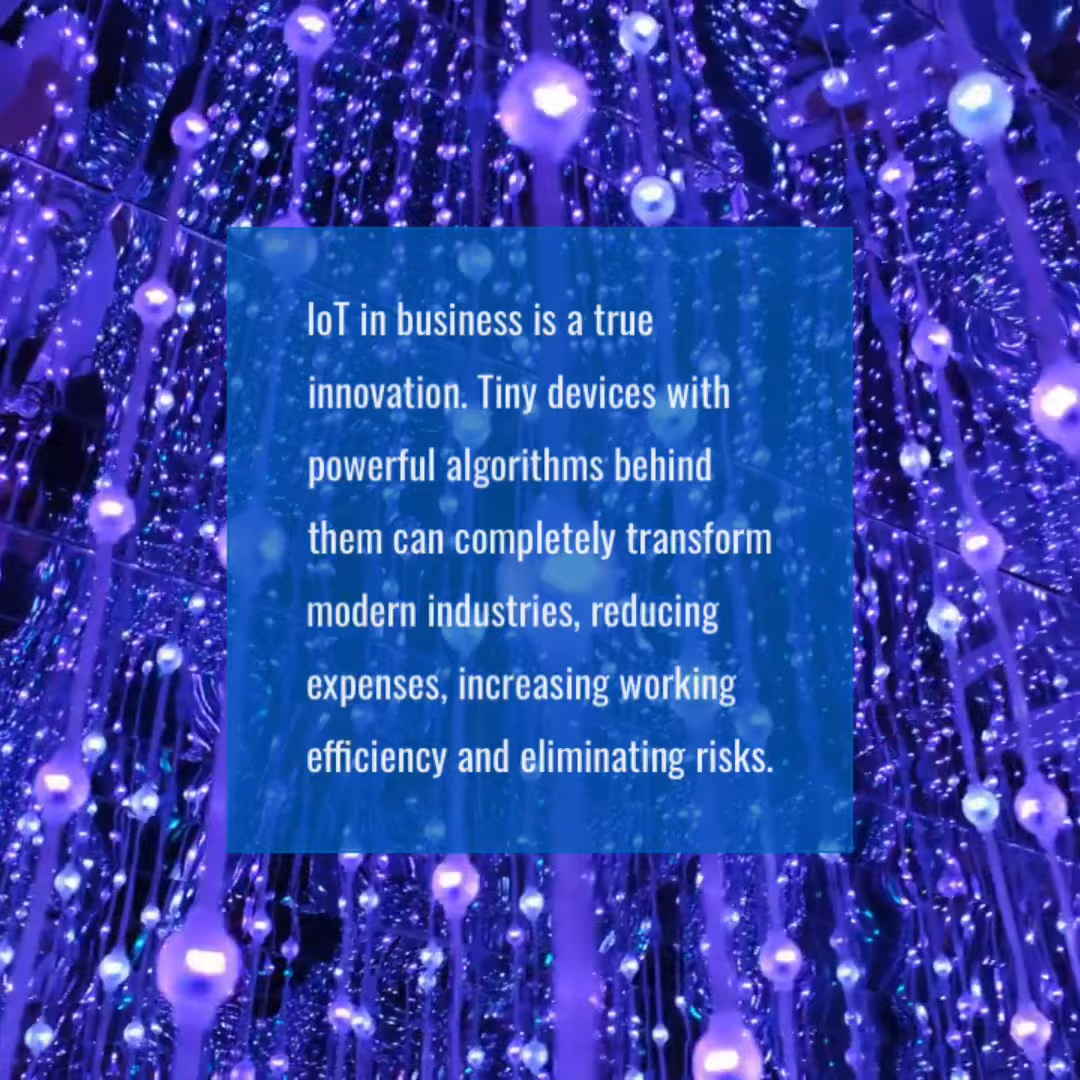 IoT in business is a true
innovation. Tiny devices with
powerful algorithms behind
them can completely transform
modern industries, reducing
expenses, increasing working
efficiency and eliminating risks.